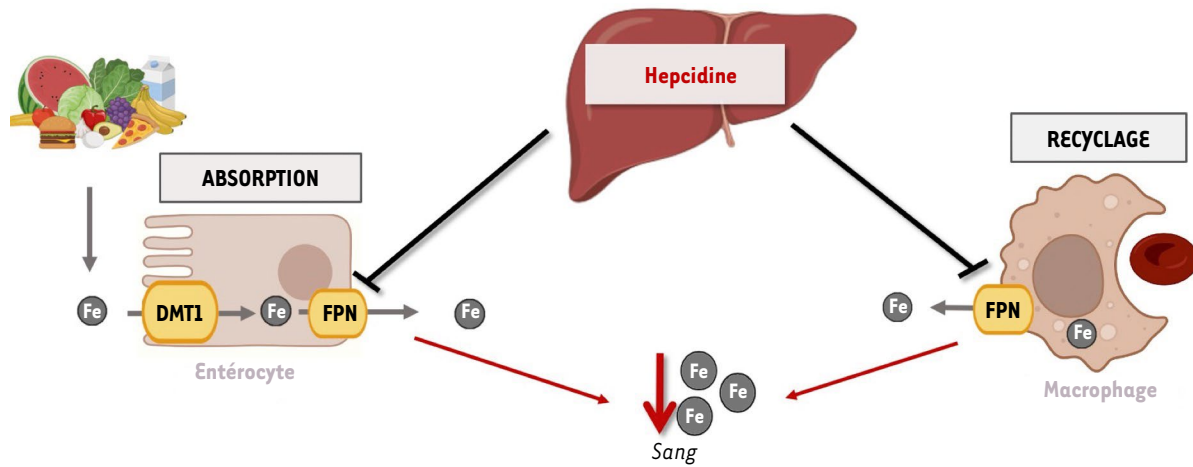 Hepcidine
RECYCLAGE
ABSORPTION
Fe
DMT1
Fe
FPN
Fe
Entérocyte
Fe
FPN
Fe
Macrophage
Fe
Fe
Fe
Sang